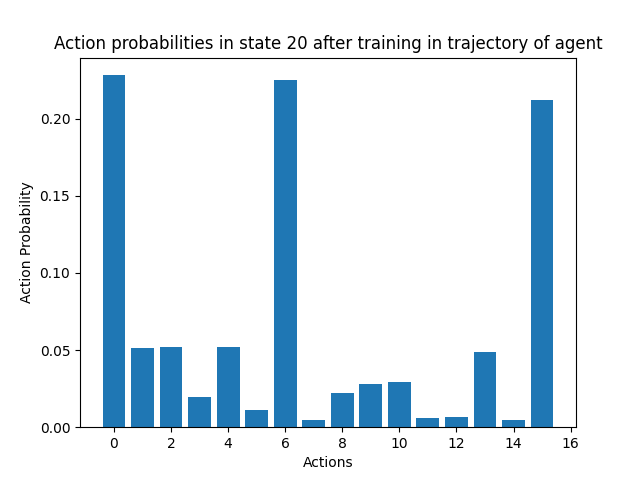 Action probabilities in state 20 after training in trajectory of agent
0.20
0.15
0.10
0.05
0.00
Action Probability
0 2 4 6 8 10 12 14 16
Actions